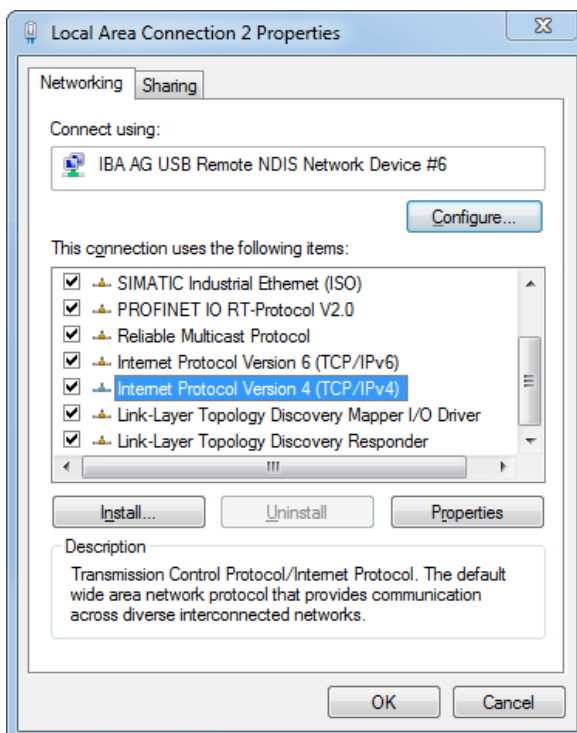 Local Area Connection 2 Properties
Networking
Sharing
Connect using:
IBA AG USB Remote NDIS Network Device #6
Configure...
This connection uses the following items:
SIMATIC Industrial Ethernet (ISO)
PROFINET IO RT-Protocol V2.0
Reliable Multicast Protocol
Internet Protocol Version 6 (TCP/IPv6)
Internet Protocol Version 4 (TCP/IPv4)
Link-Layer Topology Discovery Mapper I/O Driver
Link-Layer Topology Discovery Responder
Install...
Uninstall
Properties
Description
Transmission Control Protocol/Internet Protocol. The default
wide area network protocol that provides communication
across diverse interconnected networks.
OK
Cancel